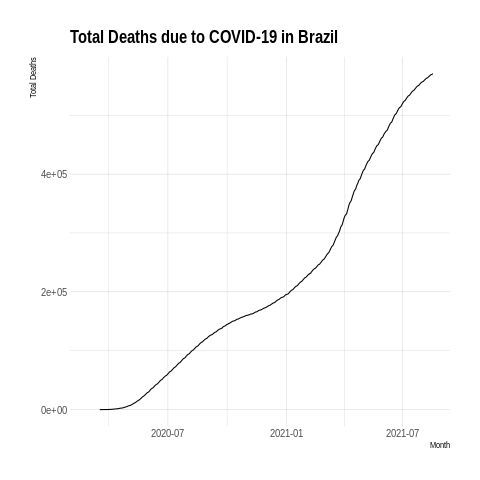 Total Deaths due to COVID-19 in Brazil
Total Deaths
4e+05
2e+05
0e+00
2020-07 2021-01 2021-07
Month